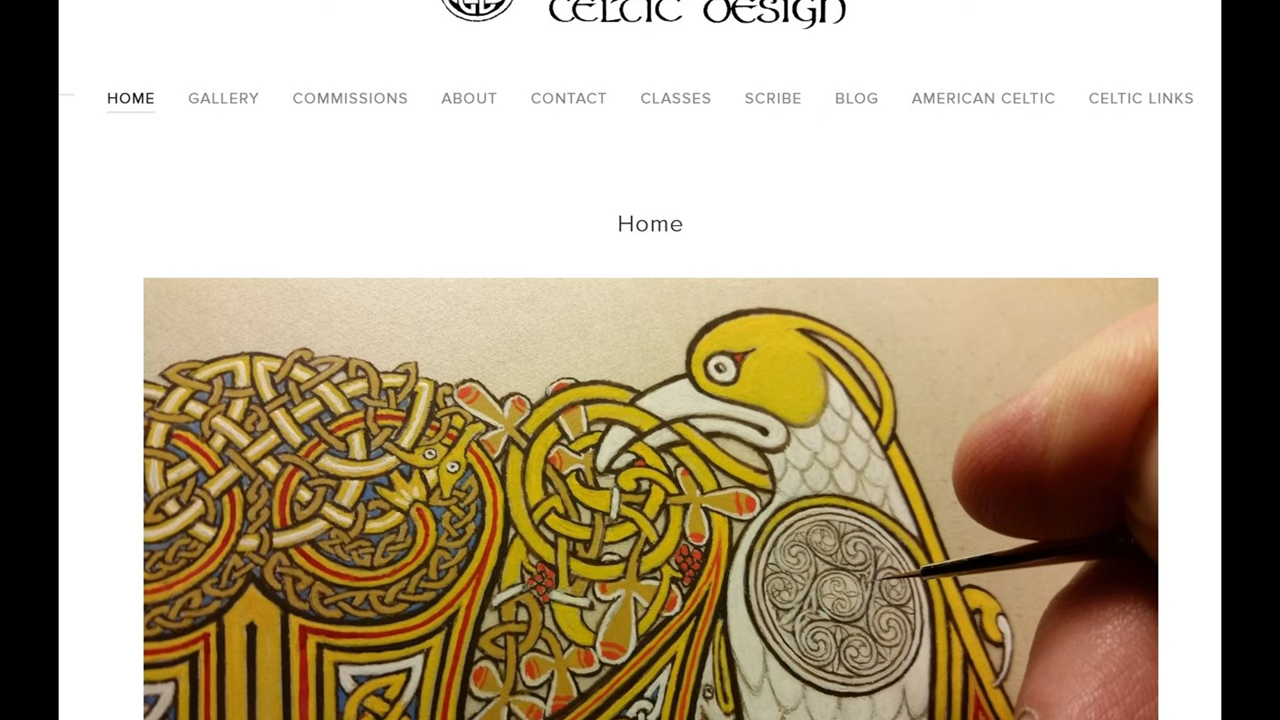 CELTIC DESIGN
HOME GALLERY COMMISSIONS ABOUT CONTACT CLASSES SCRIBE BLOG AMERICAN CELTIC CELTIC LINKS
Home